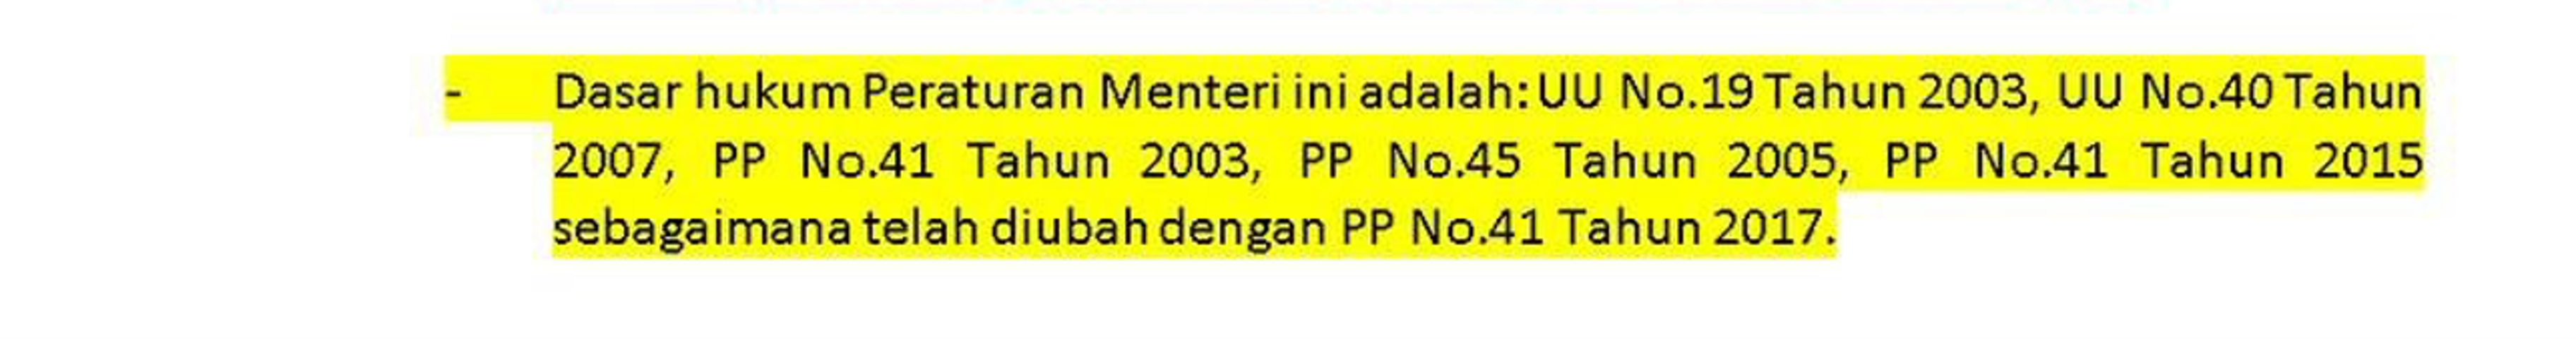 - Dasar hukum Peraturan Menteri ini adalah: UU No.19 Tahun 2003, UU No.40 Tahun
2007, PP No.41 Tahun 2003, PP No.45 Tahun 2005, PP No.41 Tahun 2015
sebagaimana telah diubah dengan PP No.41 Tahun 2017.